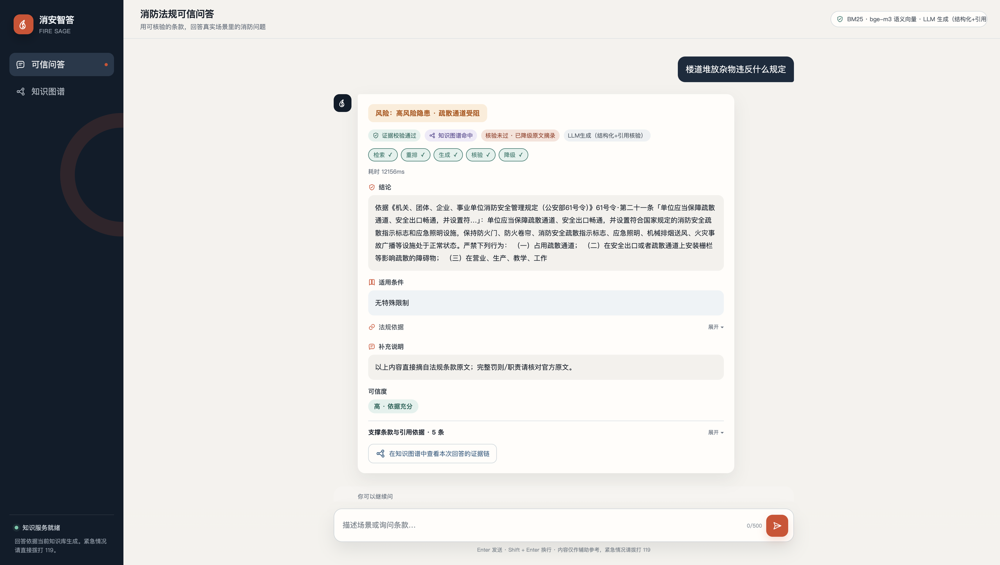 消安智答
FIRE SAGE
可信问答
知识图谱
知识服务就绪
回答依据当前知识库生成。紧急情况
请直接拨打 119。
消防法规可信问答
用可核验的条款，回答真实场景里的消防问题
BM25 · bge-m3 语义向量 · LLM 生成（结构化+引用
楼道堆放杂物违反什么规定
风险：高风险隐患 · 疏散通道受阻
证据校验通过 知识图谱命中 核验未过 · 已降级原文摘录 LLM生成（结构化+引用核验）
检索 ✓ 重排 ✓ 生成 ✓ 核验 ✓ 降级 ✓
耗时 12156ms
结论
依据《机关、团体、企业、事业单位消防安全管理规定（公安部61号令）》61号令·第二十一条「单位应当保障疏散
通道、安全出口畅通，并设置符…」：单位应当保障疏散通道、安全出口畅通，并设置符合国家规定的消防安全疏
散指示标志和应急照明设施，保持防火门、防火卷帘、消防安全疏散指示标志、应急照明、机械排烟送风、火灾事
故广播等设施处于正常状态。严禁下列行为： （一）占用疏散通道； （二）在安全出口或者疏散通道上安装栅栏
等影响疏散的障碍物； （三）在营业、生产、教学、工作
适用条件
无特殊限制
法规依据 展开
补充说明
以上内容直接摘自法规条款原文；完整罚则/职责请核对官方原文。
可信度
高 · 依据充分
支撑条款与引用依据 · 5 条 展开
在知识图谱中查看本次回答的证据链
你可以继续问
描述场景或询问条款…
0/500
Enter 发送 · Shift + Enter 换行 · 内容仅作辅助参考，紧急情况请拨打 119